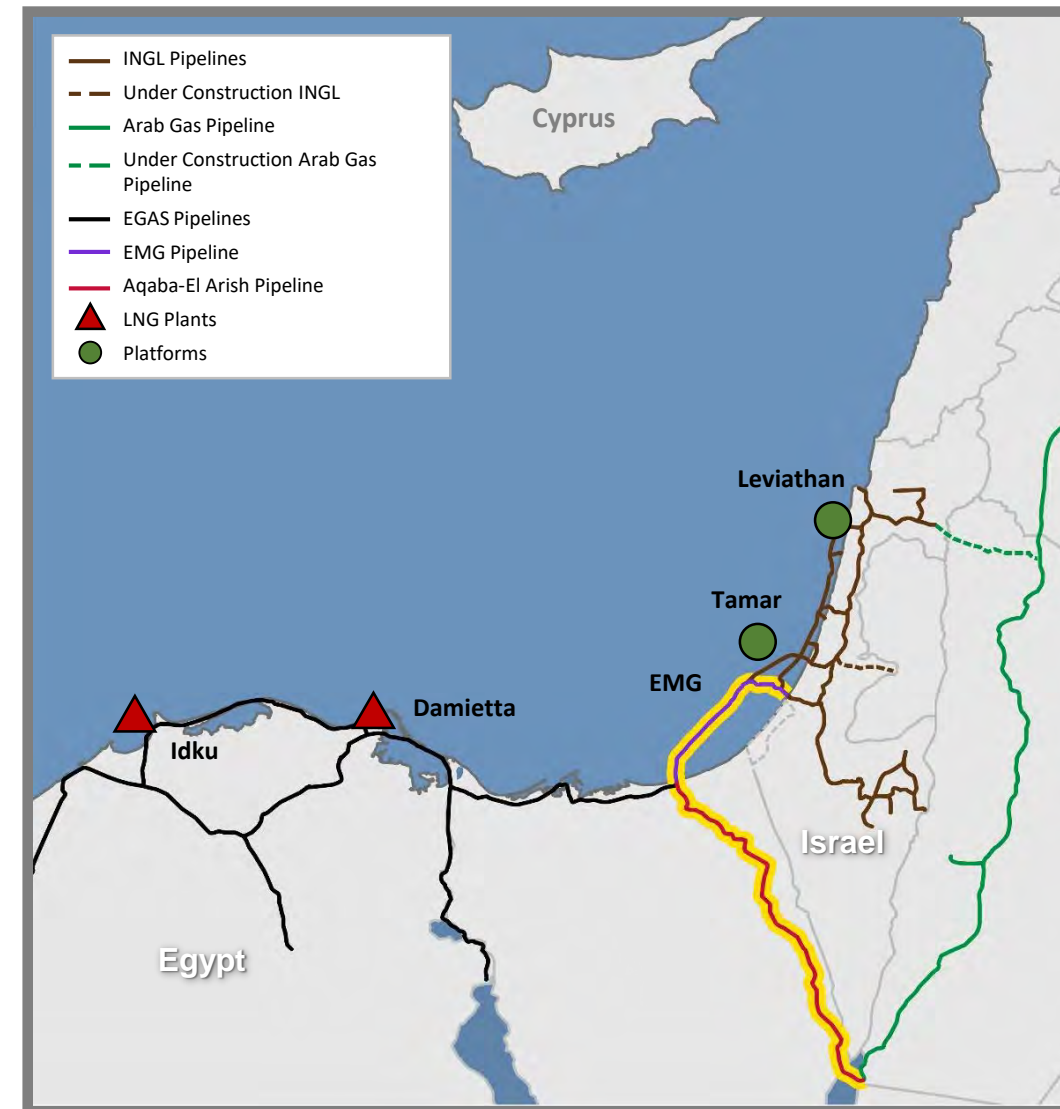 INGL Pipelines
Under Construction INGL
Arab Gas Pipeline
Under Construction Arab Gas
Pipeline
EGAS Pipelines
EMG Pipeline
Aqaba-El Arish Pipeline
LNG Plants
Platforms
Cyprus
Leviathan
Tamar
EMG
Damietta
Idku
Israel
Egypt